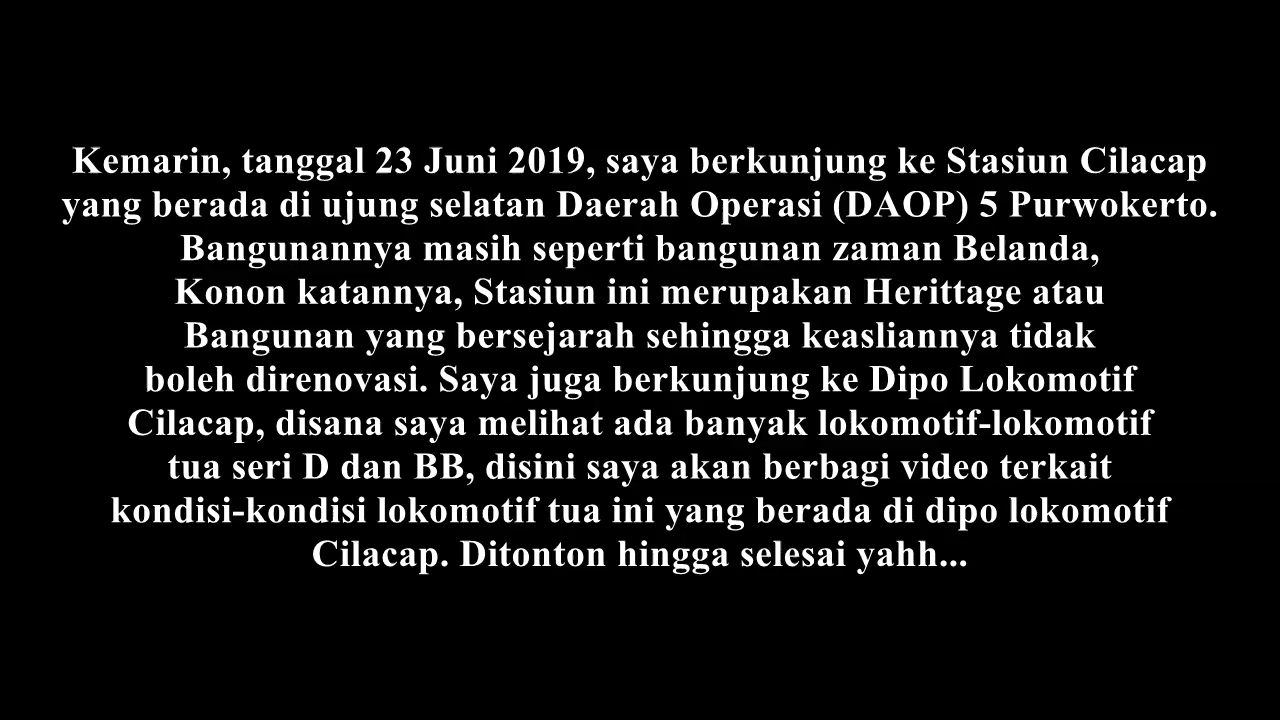 Kemarin, tanggal 23 Juni 2019, saya berkunjung ke Stasiun Cilacap
yang berada di ujung selatan Daerah Operasi (DAOP) 5 Purwokerto.
Bangunannya masih seperti bangunan zaman Belanda,
Konon katannya, Stasiun ini merupakan Herittage atau
Bangunan yang bersejarah sehingga keasliannya tidak
boleh direnovasi. Saya juga berkunjung ke Dipo Lokomotif
Cilacap, disana saya melihat ada banyak lokomotif-lokomotif
tua seri D dan BB, disini saya akan berbagi video terkait
kondisi-kondisi lokomotif tua ini yang berada di dipo lokomotif
Cilacap. Ditonton hingga selesai yahh...